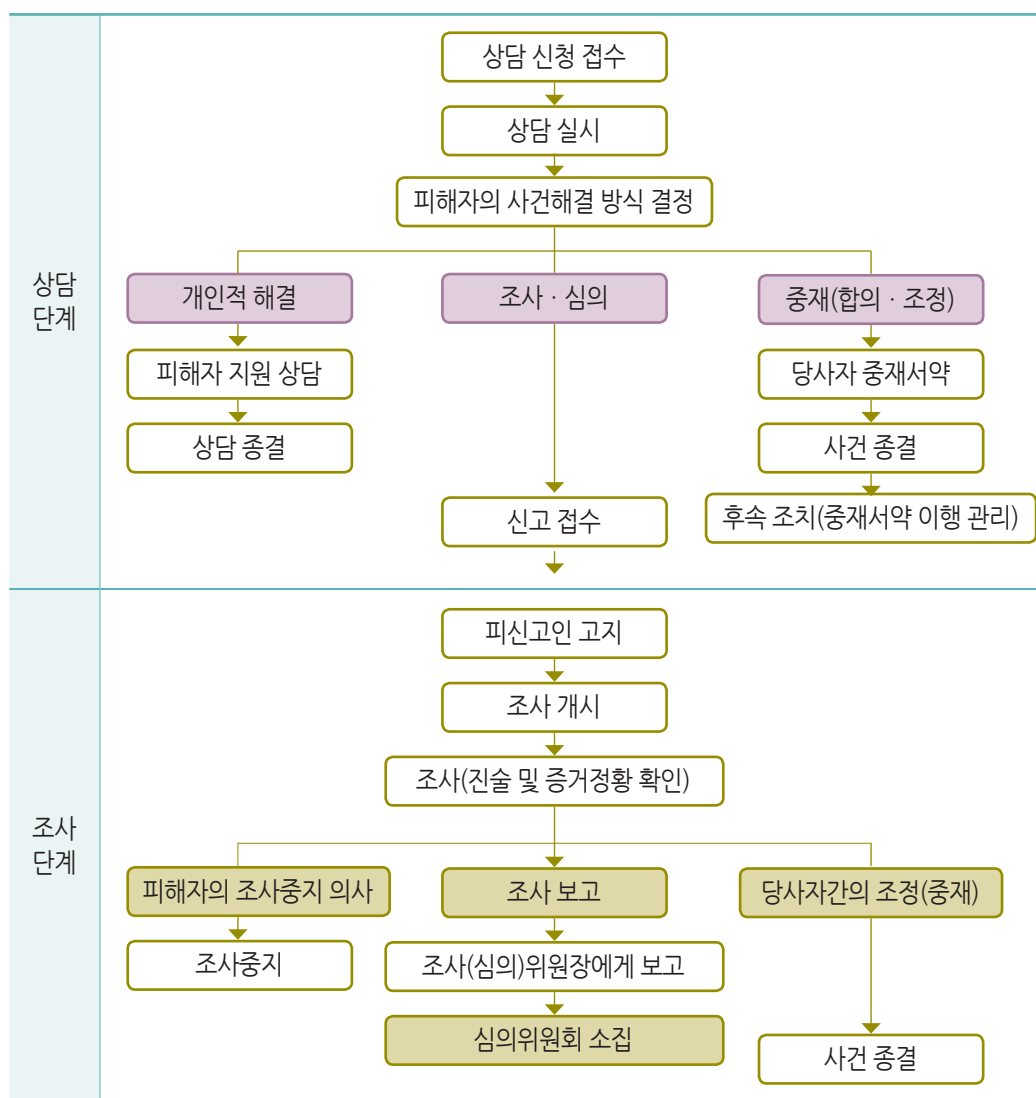 상담 신청 접수
상담 실시
피해자의 사건해결 방식 결정
상담
단계
개인적 해결
조사 · 심의
중재(합의 · 조정)
피해자 지원 상담
당사자 중재서약
상담 종결
사건 종결
신고 접수
후속 조치(중재서약 이행 관리)
피신고인 고지
조사 개시
조사(진술 및 증거정황 확인)
조사
단계
피해자의 조사중지 의사
조사 보고
당사자간의 조정(중재)
조사중지
조사(심의)위원장에게 보고
심의위원회 소집
사건 종결